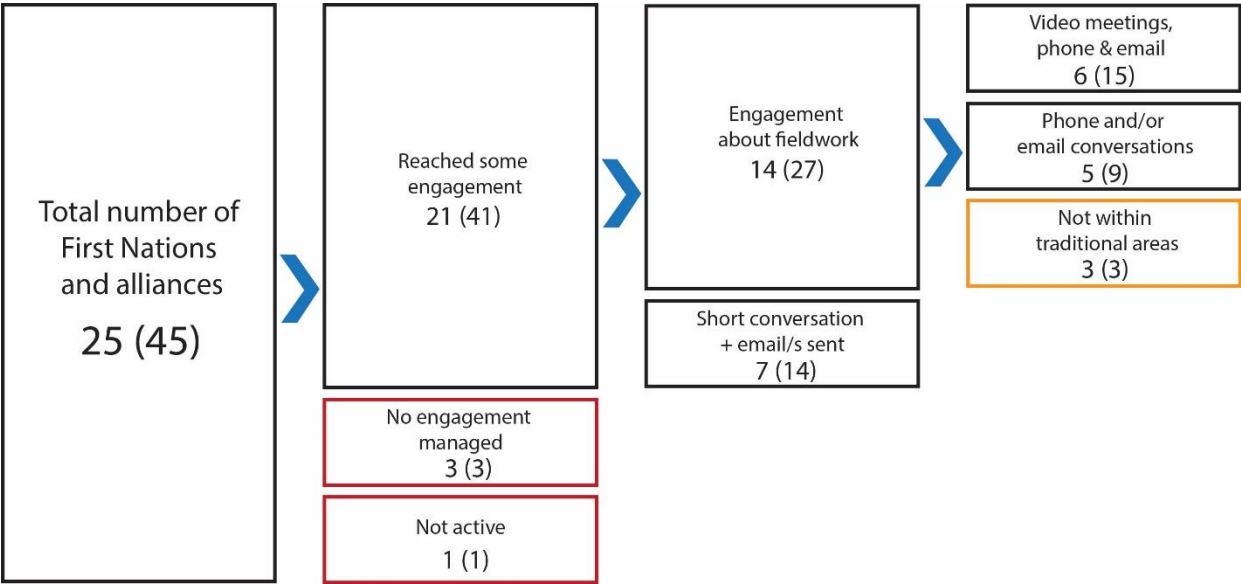 Total number of
First Nations
and alliances
25 (45)
Reached some
engagement
21 (41)
No engagement
managed
3 (3)
Not active
1 (1)
Engagement
about fieldwork
14 (27)
Short conversation
+ email/s sent
7 (14)
Video meetings,
phone & email
6 (15)
Phone and/or
email conversations
5 (9)
Not within
traditional areas
3 (3)